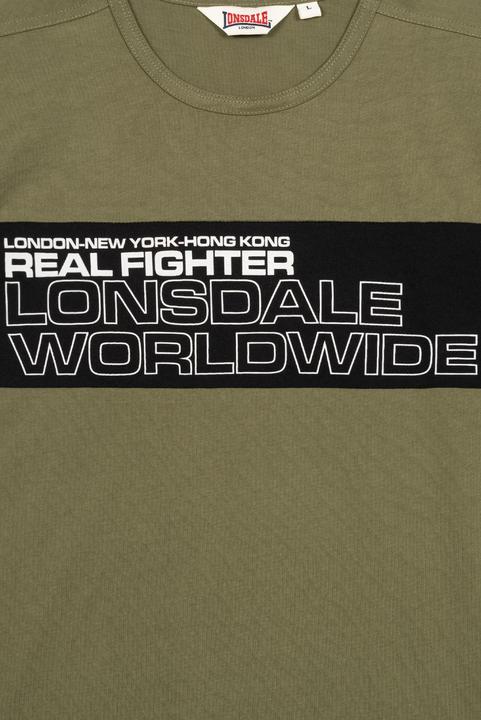 LONSDALE
LONDON
L
LONDON-NEW YORK-HONG KONG
REAL FIGHTER
LONSDALE
WORLDWIDE